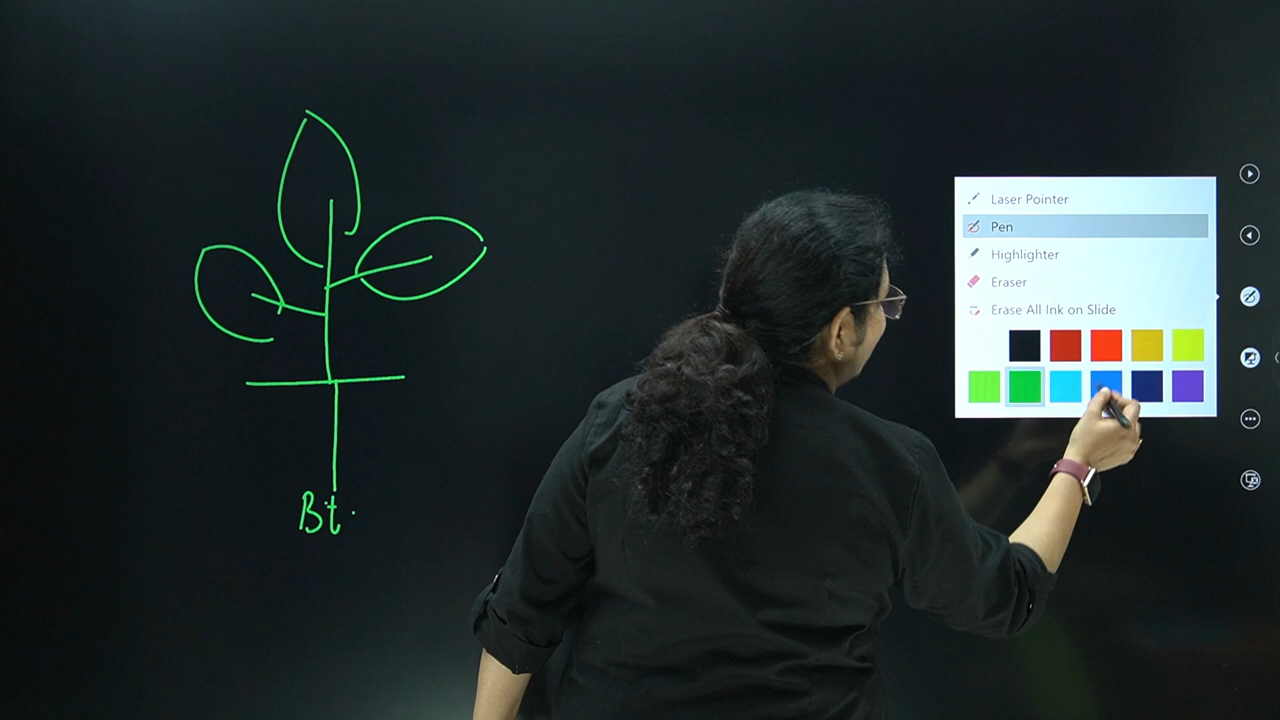 Laser Pointer
Pen
Highlighter
Eraser
Erase All Ink on Slide
Bt.